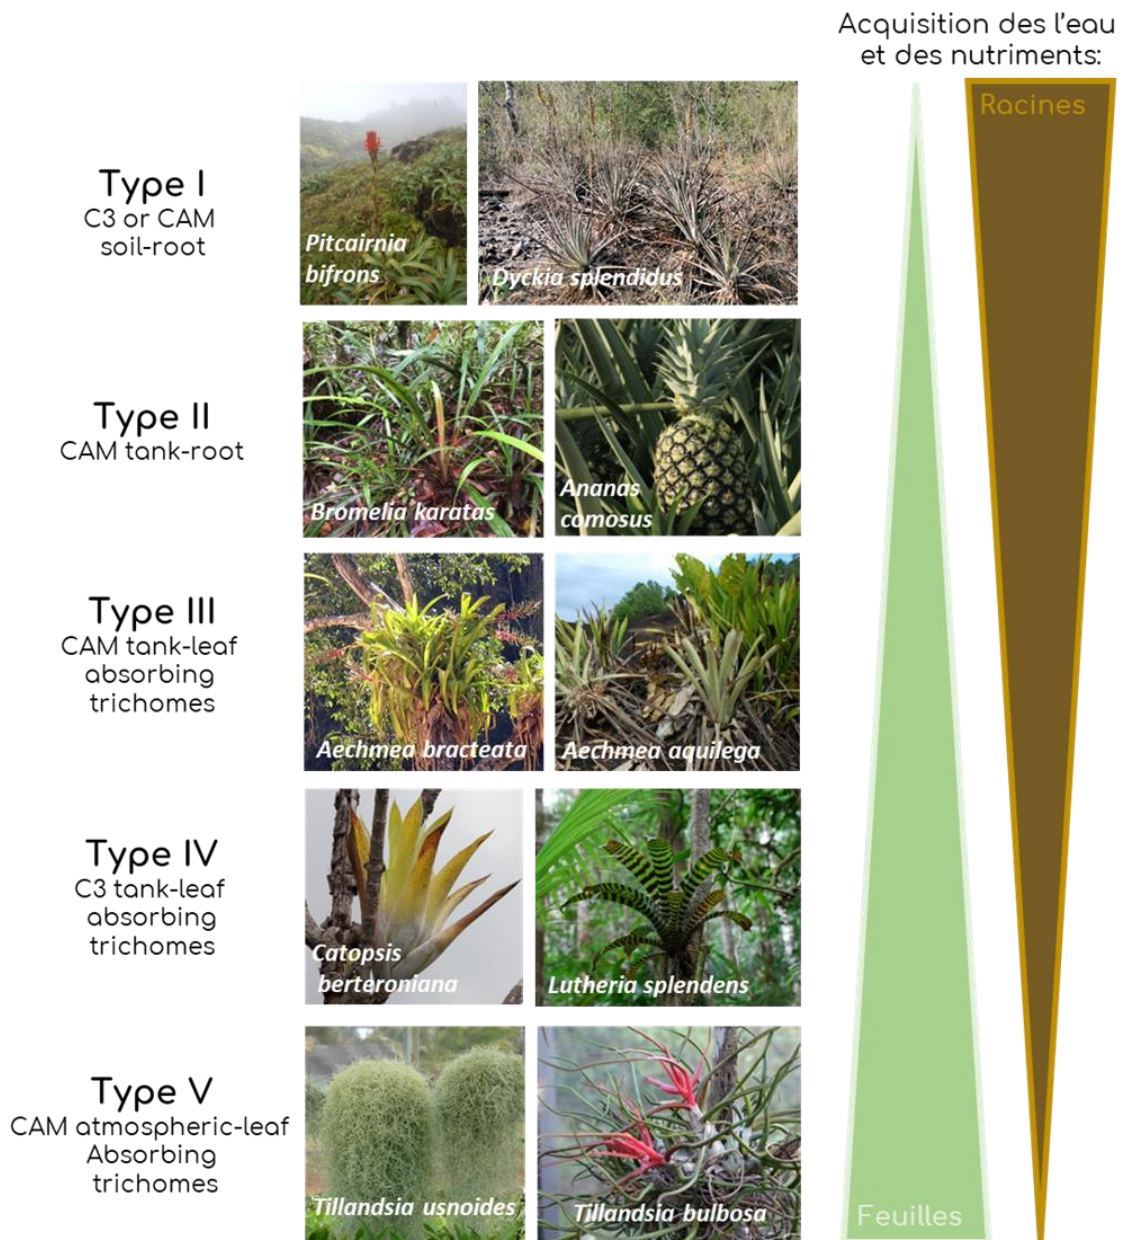 Acquisition des l'eau
et des nutriments:
Racines
Type I
C3 or CAM
soil-root
Pitcairnia
bifrons
Dyckia splendidus
Type II
CAM tank-root
Bromelia karatas
Ananas
comosus
Type III
CAM tank-leaf
absorbing
trichomes
Aechmea bracteata
Aechmea aquilega
Type IV
C3 tank-leaf
absorbing
trichomes
Catopsis
berteroniana
Lutheria splendens
Type V
CAM atmospheric-leaf
Absorbing
trichomes
Tillandsia usnoides
Tillandsia bulbosa
Feuilles